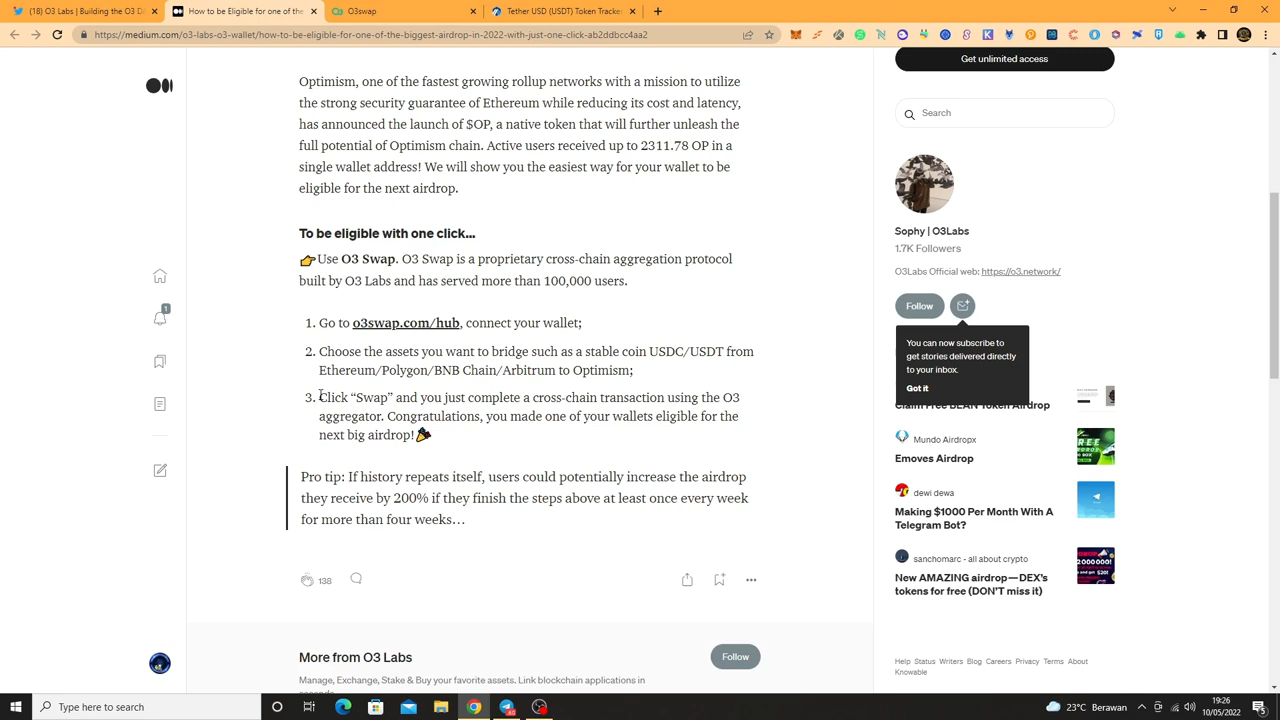 (18) O3 Labs | Building the O3 D
How to be Eligible for one of the
O3swap
Tether USD (USDT) Token Tracker
https://medium.com/o3-labs-o3-wallet/how-to-be-eligible-for-one-of-the-biggest-airdrop-in-2022-with-just-one-click-ab2ddbcc4aa2
Optimism, one of the fastest growing rollup networks with a mission to utilize
the strong security guarantee of Ethereum while reducing its cost and latency,
has announced the launch of $OP, a native token that will further unleash the
full potential of Optimism chain. Active users received up to 2311.78 OP in a
single wallet address! We will show you the easiest way for your wallet to be
eligible for the next airdrop.
To be eligible with one click...
Use O3 Swap. O3 Swap is a proprietary cross-chain aggregation protocol
built by O3 Labs and has served more than 100,000 users.
1. Go to o3swap.com/hub, connect your wallet;
2. Choose the assets you want to bridge such as a stable coin USDC/USDT from
Ethereum/Polygon/BNB Chain/Arbitrum to Optimism;
3. Click “Swap” and you just complete a cross-chain transaction using the O3
aggregator. Congratulations, you made one of your wallets eligible for the
next big airdrop!
Pro tip: If history repeats itself, users could potentially increase the airdrop
they receive by 200% if they finish the steps above at least once every week
for more than four weeks…
138
More from O3 Labs
Follow
Manage, Exchange, Stake & Buy your favorite assets. Link blockchain applications in
seconds
1
Get unlimited access
Search
Sophy | O3Labs
1.7K Followers
O3Labs Official web: https://o3.network/
Follow
You can now subscribe to
get stories delivered directly
to your inbox.
Got it
Claim Free BEAN Token Airdrop
Mundo Airdropx
Emoves Airdrop
dewi dewa
Making $1000 Per Month With A
Telegram Bot?
sanchomarc - all about crypto
New AMAZING airdrop — DEX’s
tokens for free (DON’T miss it)
Help Status Writers Blog Careers Privacy Terms About
Knowable
Type here to search
23°C Berawan
19:26
10/05/2022